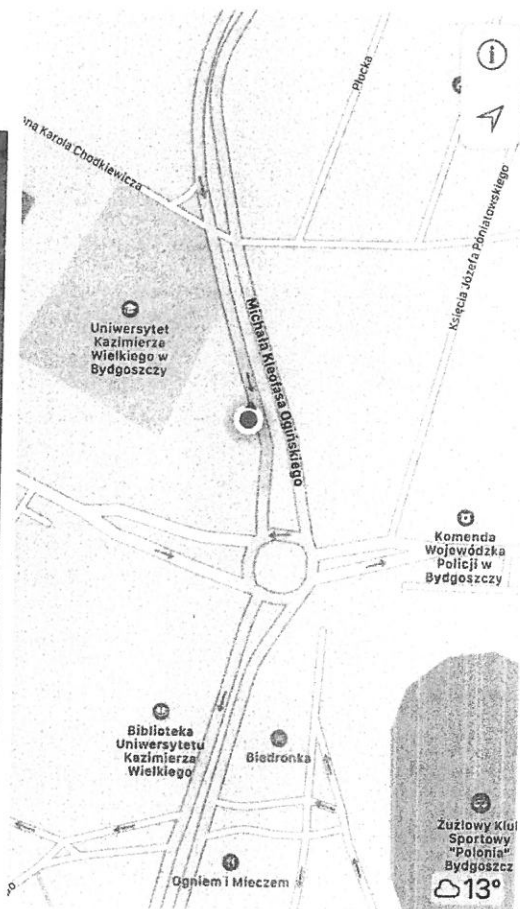 Płocka
Karola Chodkiewicza
Księcia Józefa Poniatowskiego
Uniwersytet
Kazimierza
Wielkiego w
Bydgoszczy
Michała Kleofasa Ogińskiego
Komenda
Wojewódzka
Policji w
Bydgoszczy
Biblioteka
Uniwersytetu
Kazimierza
Wielkiego
Biedronka
Żużlowy Klu
Sportowy
"Polonia"
Bydgoszcz
Ogniem i Mieczem
13°